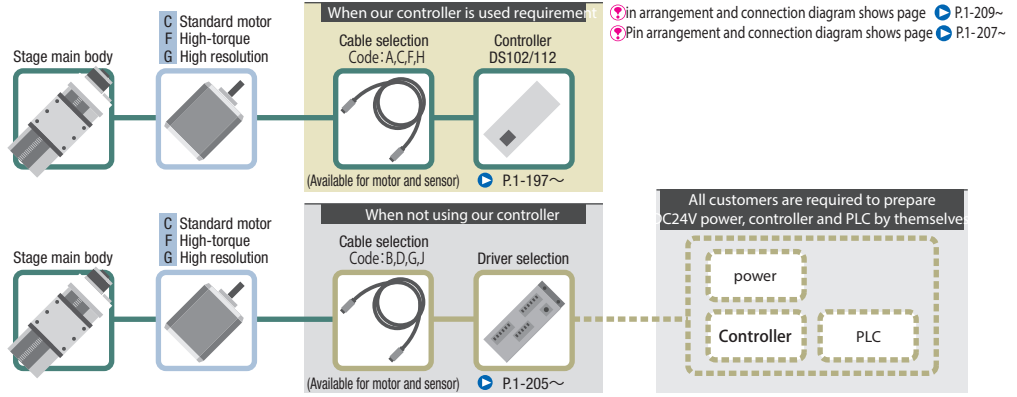 When our controller is used requirement
in arrangement and connection diagram shows page P.1-209~
Pin arrangement and connection diagram shows page P.1-207~
C Standard motor
F High-torque
G High resolution
Stage main body
Cable selection
Code:A,C,F,H
Controller
DS102/112
(Available for motor and sensor)
P.1-197～
When not using our controller
C Standard motor
F High-torque
G High resolution
Stage main body
Cable selection
Code:B,D,G,J
Driver selection
(Available for motor and sensor)
P.1-205～
All customers are required to prepare
DC24V power, controller and PLC by themselve
power
Controller
PLC